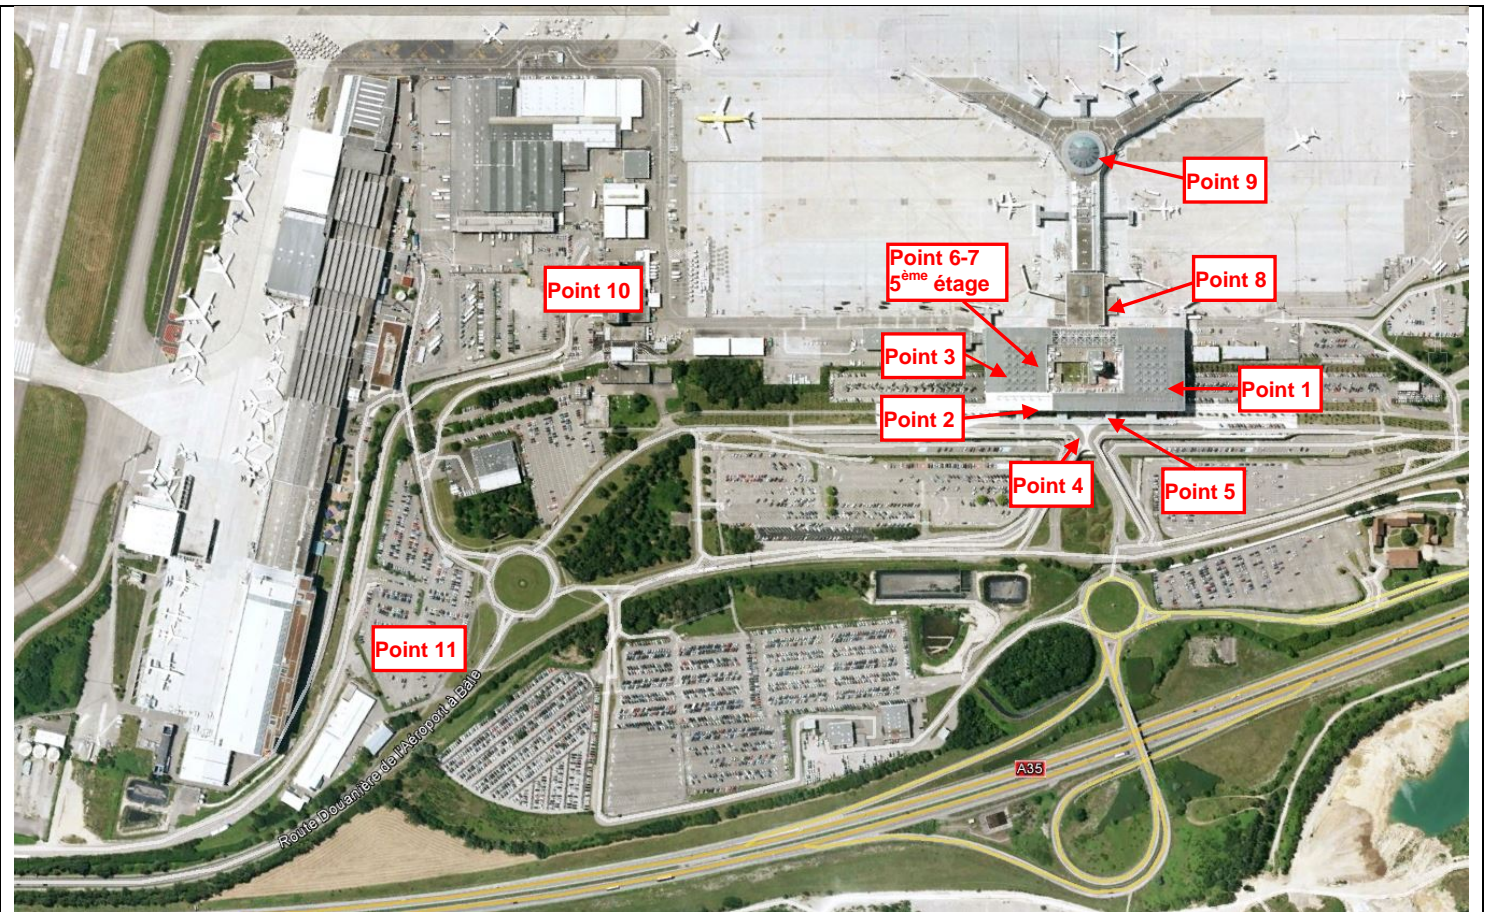 Point 9
Point 6-7
5ème étage
Point 8
Point 10
Point 3
Point 1
Point 2
Point 4
Point 5
Point 11
Route Douanière de l'Aéroport à Bâle
A35